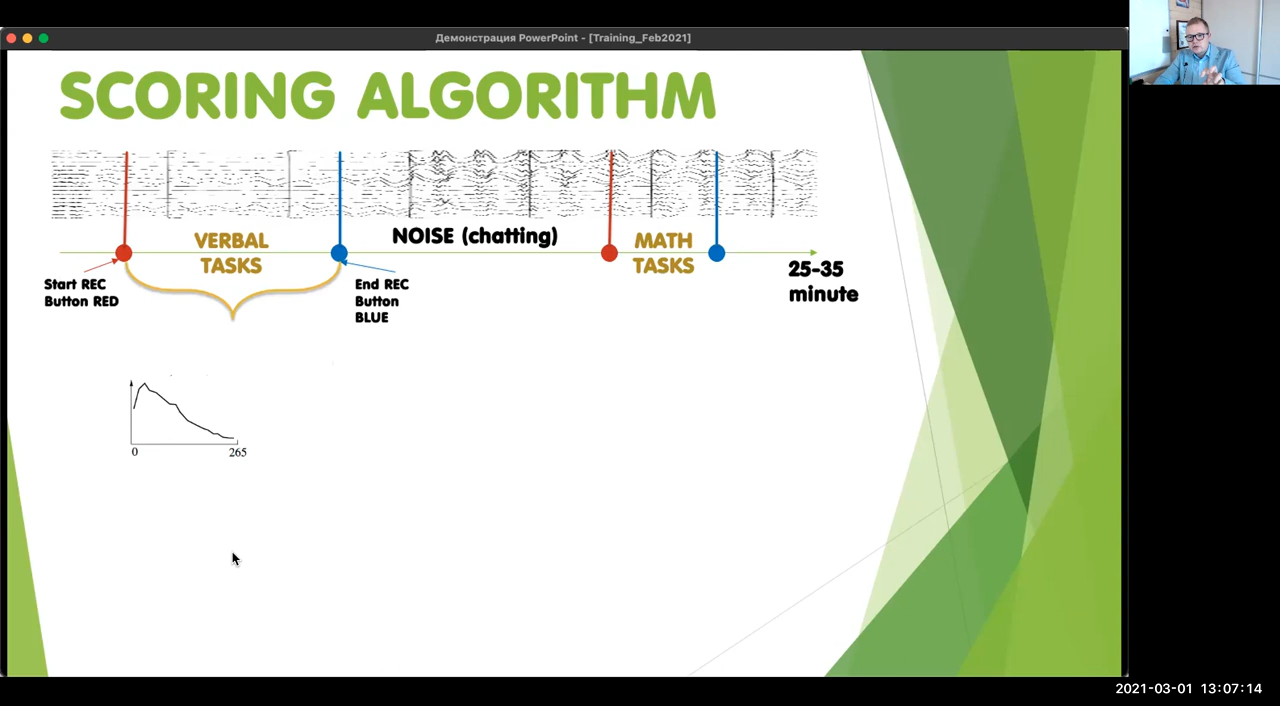 Демонстрация PowerPoint - [Training_Feb2021]
SCORING ALGORITHM
VERBAL
TASKS
NOISE (chatting)
MATH
TASKS
25-35
minute
Start REC
Button RED
End REC
Button
BLUE
0
265
2021-03-01 13:07:14